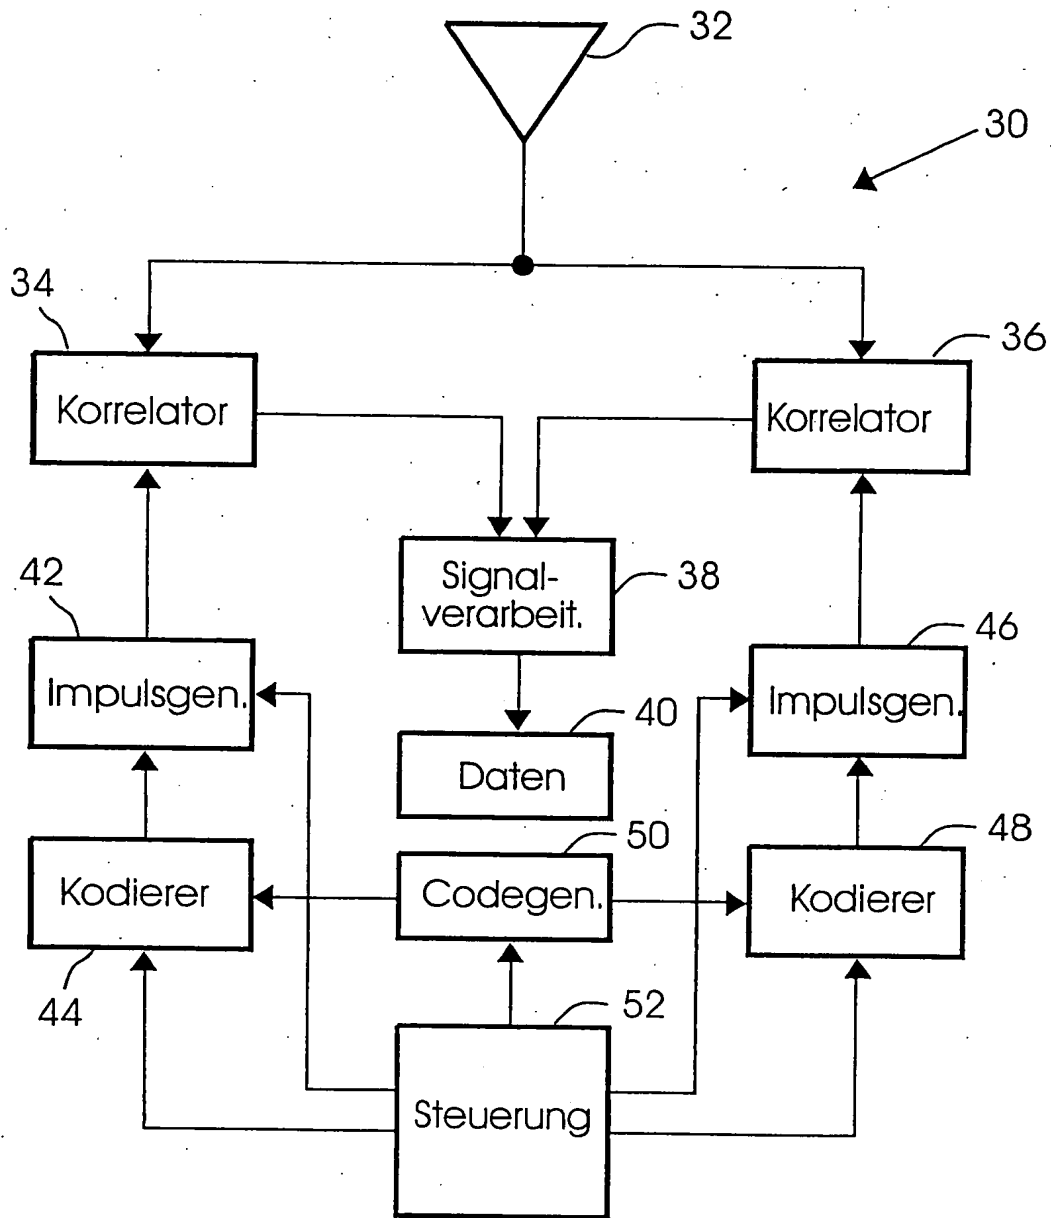 32
30
34
36
Korrelator
Korrelator
Signal-
verarbeit.
38
42
46
Impulsgen.
Impulsgen.
40
Daten
50
48
Kodierer
Codegen.
Kodierer
44
52
Steuerung